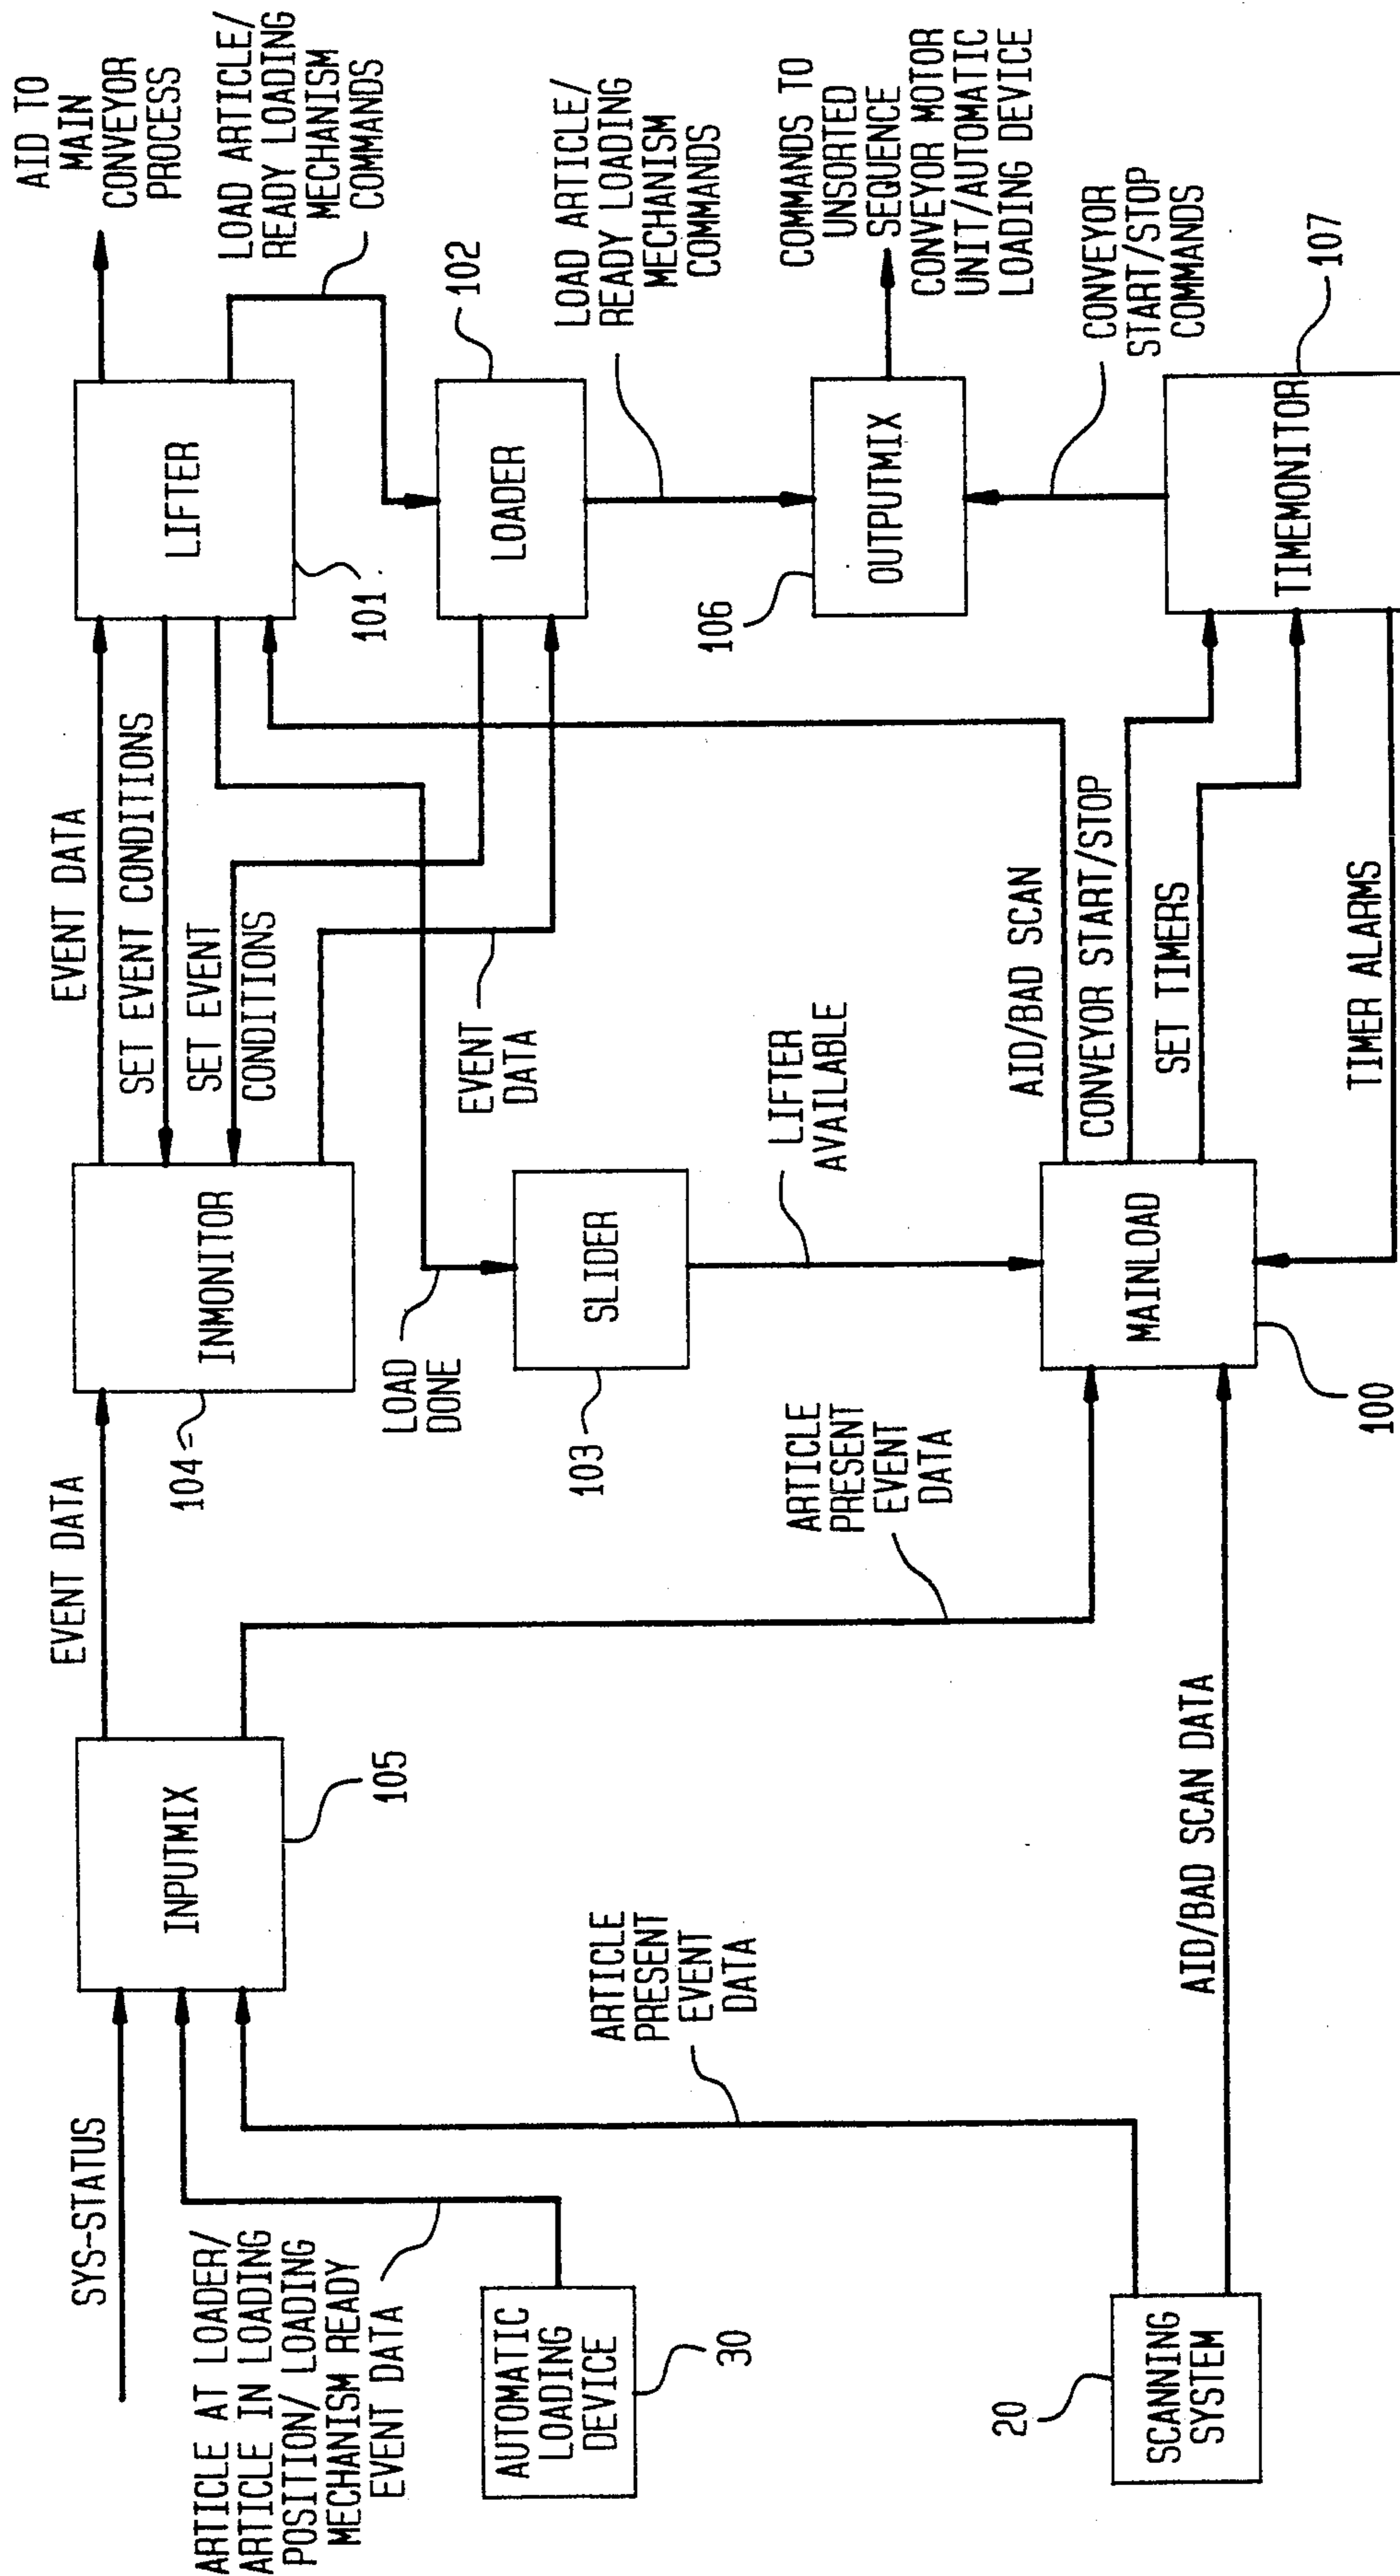 SYS-STATUS
ARTICLE AT LOADER/
ARTICLE IN LOADING
POSITION/ LOADING
MECHANISM READY
EVENT DATA
AUTOMATIC
LOADING
DEVICE
30
20
SCANNING
SYSTEM
ARTICLE
PRESENT
EVENT
DATA
AID/BAD SCAN DATA
INPUTMIX
105
EVENT DATA
ARTICLE
PRESENT
EVENT
DATA
INMONITOR
104
LOAD
DONE
SLIDER
103
LIFTER
AVAILABLE
MAINLOAD
100
EVENT DATA
SET EVENT CONDITIONS
SET EVENT
CONDITIONS
EVENT
DATA
AID/BAD SCAN
CONVEYOR START/STOP
SET TIMERS
TIMER ALARMS
LIFTER
101
LOADER
102
OUTPUTMIX
106
TIMEMONITOR
107
AID TO
MAIN
CONVEYOR
PROCESS
LOAD ARTICLE/
READY LOADING
MECHANISM
COMMANDS
LOAD ARTICLE/
READY LOADING
MECHANISM
COMMANDS
COMMANDS TO
UNSORTED
SEQUENCE
CONVEYOR MOTOR
UNIT/AUTOMATIC
LOADING DEVICE
CONVEYOR
START/STOP
COMMANDS